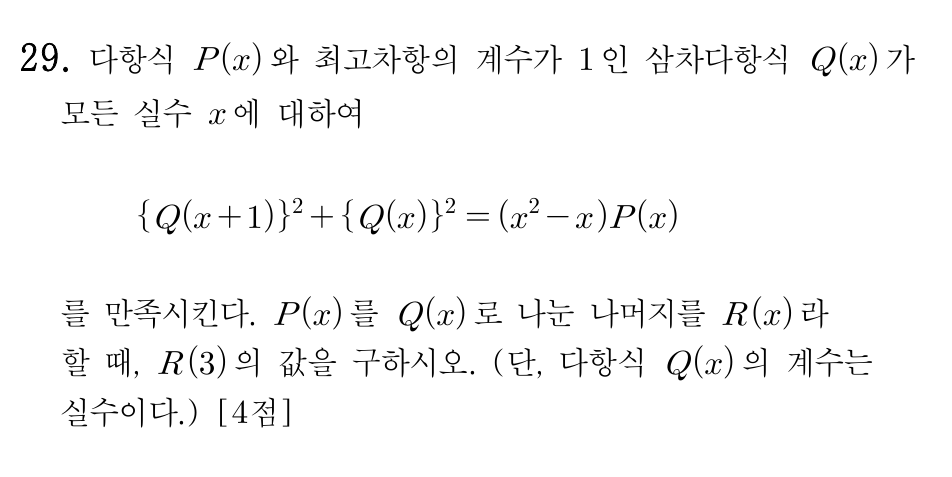 29. 다항식 P(x)와 최고차항의 계수가 1인 삼차다항식 Q(x)가
모든 실수 x에 대하여
{Q(x+1)}²+{Q(x)}²=(x²-x)P(x)
를 만족시킨다. P(x)를 Q(x)로 나눈 나머지를 R(x)라
할 때, R(3)의 값을 구하시오. (단, 다항식 Q(x)의 계수는
실수이다.) [4점]